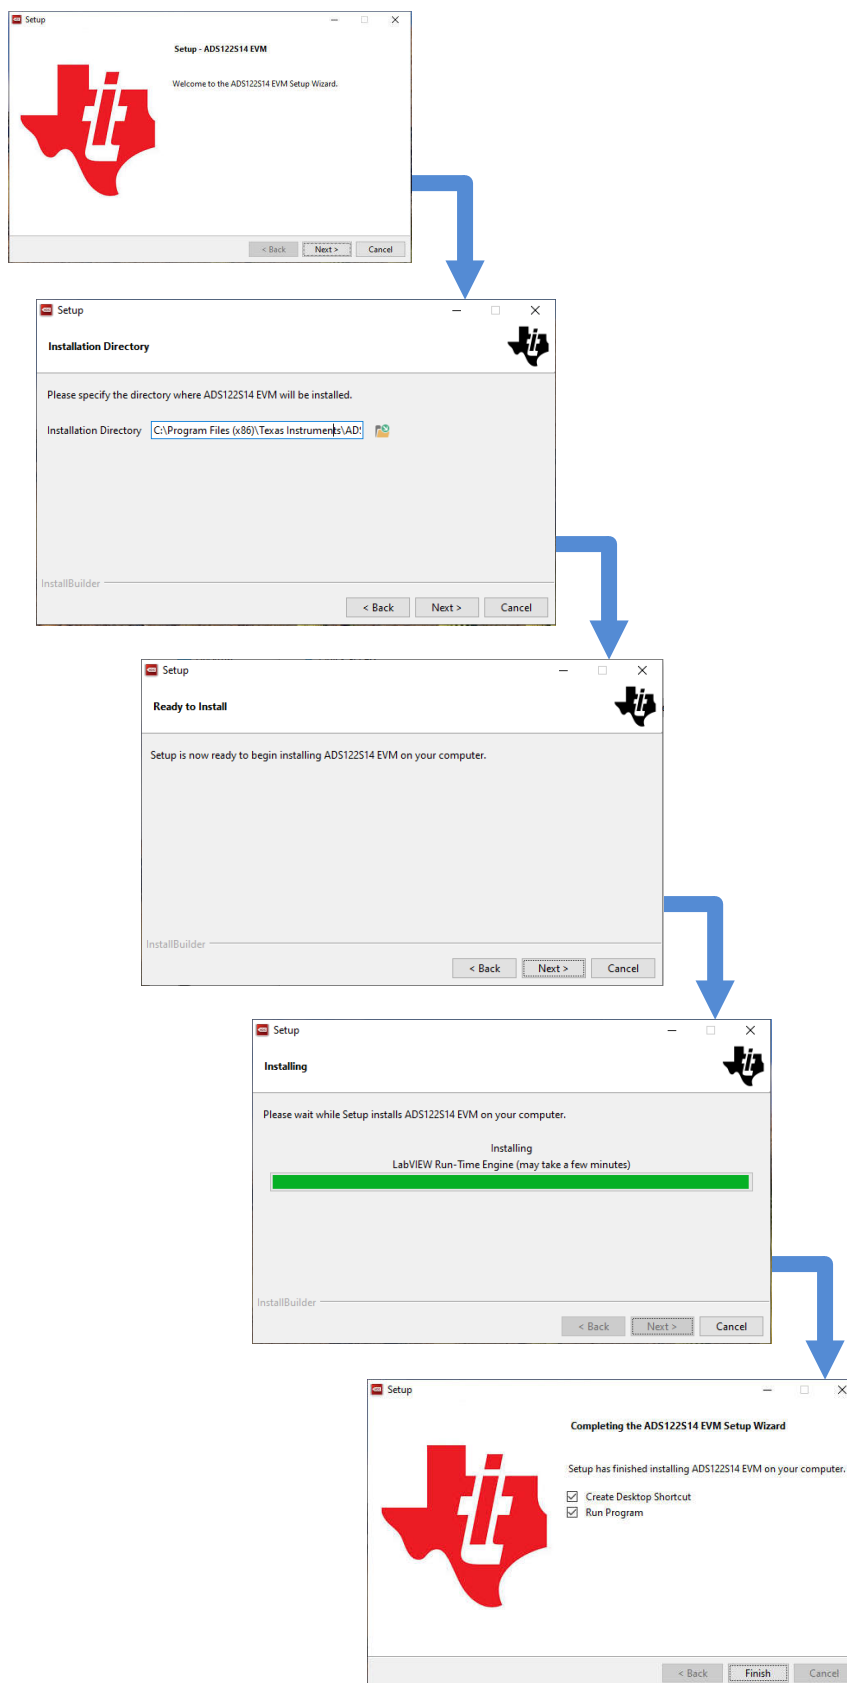 Setup
Setup - ADS122S14 EVM
Welcome to the ADS122S14 EVM Setup Wizard.
< Back Next > Cancel
Setup
Installation Directory
Please specify the directory where ADS122S14 EVM will be installed.
Installation Directory C:\Program Files (x86)\Texas Instruments\ADS
InstallBuilder
< Back Next > Cancel
Setup
Ready to Install
Setup is now ready to begin installing ADS122S14 EVM on your computer.
InstallBuilder
< Back Next > Cancel
Setup
Installing
Please wait while Setup installs ADS122S14 EVM on your computer.
Installing
LabVIEW Run-Time Engine (may take a few minutes)
InstallBuilder
< Back Next > Cancel
Setup
Completing the ADS122S14 EVM Setup Wizard
Setup has finished installing ADS122S14 EVM on your computer.
Create Desktop Shortcut
Run Program
< Back Finish Cancel